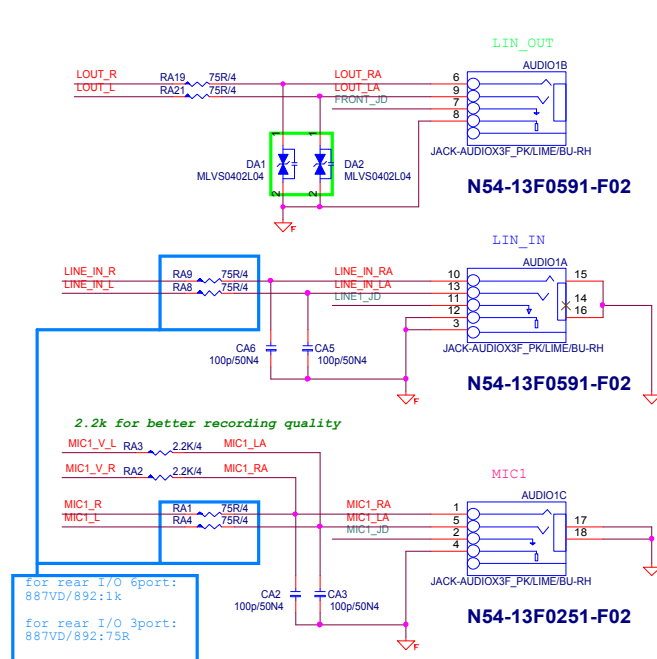 LIN_OUT
AUDIO1B
LOUT_R RA19 75R/4 LOUT_RA 6
LOUT_L RA21 75R/4 LOUT_LA 9
FRONT_JD 7
8
JACK-AUDIOX3F_PK/LIME/BU-RH
1 1
DA1 DA2
MLVS0402L04 MLVS0402L04
2 2
N54-13F0591-F02
F
LIN_IN
AUDIO1A
LINE_IN_R RA9 75R/4 LINE_IN_RA 10 15
LINE_IN_L RA8 75R/4 LINE_IN_LA 13
LINE1_JD 11 14
12 16
3
CA6 CA5
100p/50N4 100p/50N4
JACK-AUDIOX3F_PK/LIME/BU-RH
N54-13F0591-F02
F
2.2k for better recording quality
MIC1_V_L RA3 2.2K/4 MIC1_LA
MIC1_V_R RA2 2.2K/4 MIC1_RA
MIC1
AUDIO1C
MIC1_R RA1 75R/4 MIC1_RA 1
MIC1_L RA4 75R/4 MIC1_LA 5 17
MIC1_JD 2 18
4
JACK-AUDIOX3F_PK/LIME/BU-RH
CA2 CA3
100p/50N4 100p/50N4
N54-13F0251-F02
F
for rear I/O 6port:
887VD/892:1k
for rear I/O 3port:
887VD/892:75R